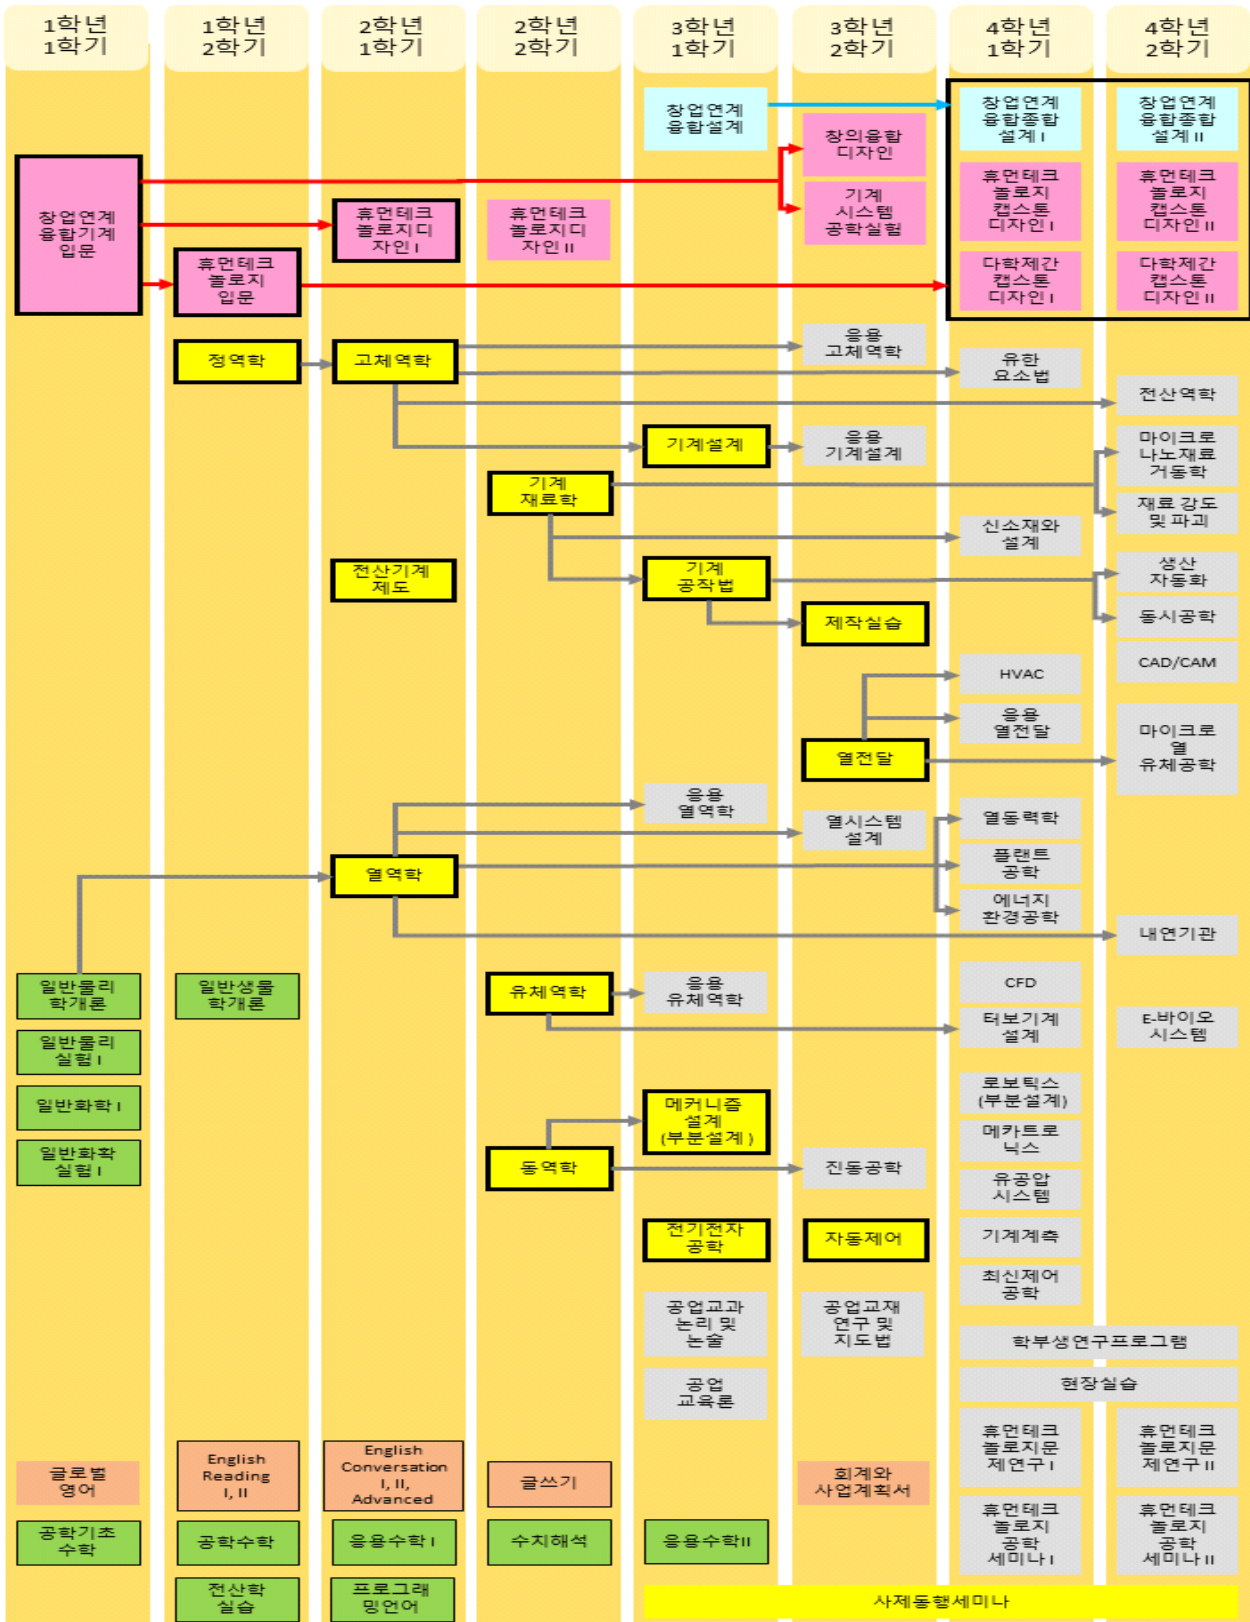 1학년
1학기
1학년
2학기
2학년
1학기
2학년
2학기
3학년
1학기
3학년
2학기
4학년
1학기
4학년
2학기
창업연계
융합기계
입문
휴먼테크
놀로지
입문
휴먼테크
놀로지디
자인 I
휴먼테크
놀로지디
자인 II
창업연계
융합설계
창의융합
디자인
기계
시스템
공학실험
창업연계
융합종합
설계 I
창업연계
융합종합
설계 II
휴먼테크
놀로지
캡스톤
디자인 I
휴먼테크
놀로지
캡스톤
디자인 II
다학제간
캡스톤
디자인 I
다학제간
캡스톤
디자인 II
정역학
고체역학
응용
고체역학
유한
요소법
전산역학
기계설계
응용
기계설계
마이크로
나노재료
거동학
기계
재료학
재료 강도
및 파괴
신소재와
설계
전산기계
제도
기계
공작법
생산
자동화
제작실습
동시공학
HVAC
CAD/CAM
응용
열전달
열전달
마이크로
열
유체공학
응용
열역학
열시스템
설계
열동력학
열역학
플랜트
공학
에너지
환경공학
내연기관
일반물리
학개론
일반생물
학개론
유체역학
응용
유체역학
CFD
일반물리
실험 I
터보기계
설계
E-바이오
시스템
일반화학 I
메커니즘
설계
(부분설계)
로보틱스
(부분설계)
메카트로
닉스
일반화확
실험 I
동역학
진동공학
유공압
시스템
전기전자
공학
자동제어
기계계측
최신제어
공학
공업교과
논리 및
논술
공업교재
연구 및
지도법
학부생연구프로그램
공업
교육론
현장실습
글로벌
영어
English
Reading
I, II
English
Conversation
I, II,
Advanced
글쓰기
회계와
사업계획서
휴먼테크
놀로지문
제연구 I
휴먼테크
놀로지문
제연구 II
공학기초
수학
공학수학
응용수학 I
수치해석
응용수학II
휴먼테크
놀로지
공학
세미나 I
휴먼테크
놀로지
공학
세미나 II
전산학
실습
프로그래
밍언어
사제동행세미나